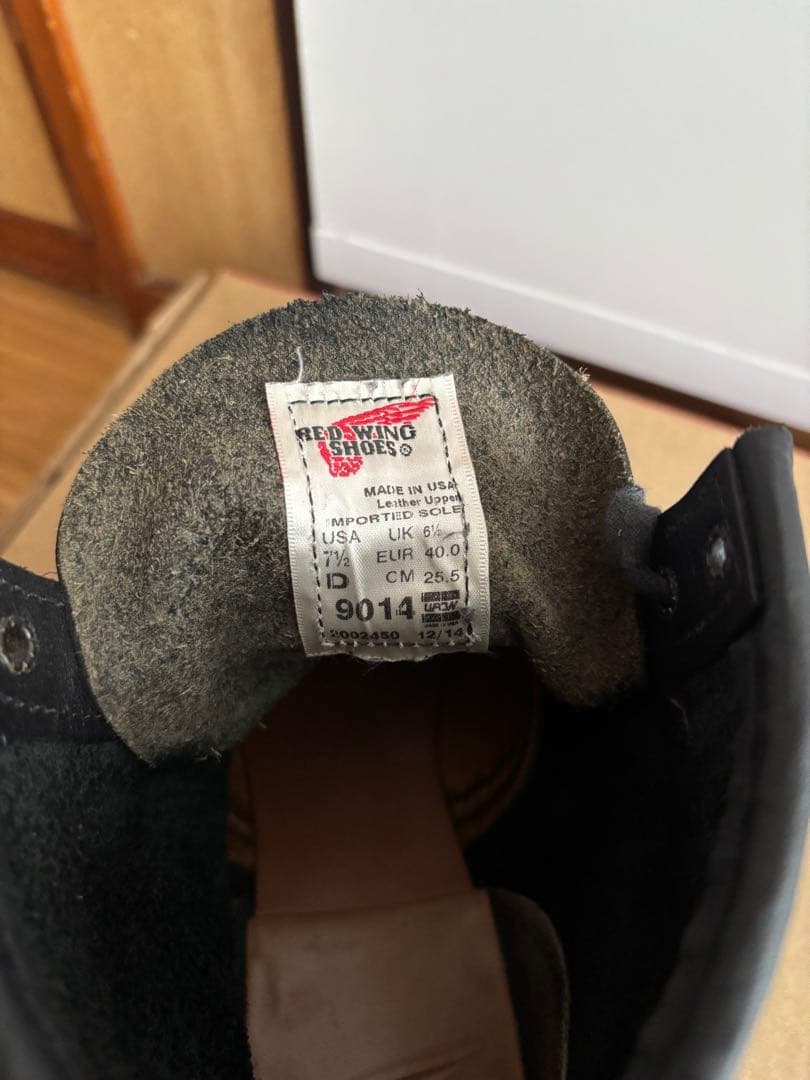 RED WING
SHOES®
MADE IN USA
Leather Upper
IMPORTED SOLE
USA UK 6½
7½ EUR 40.0
D CM 25.5
9014
UFCW
2002450 12/14